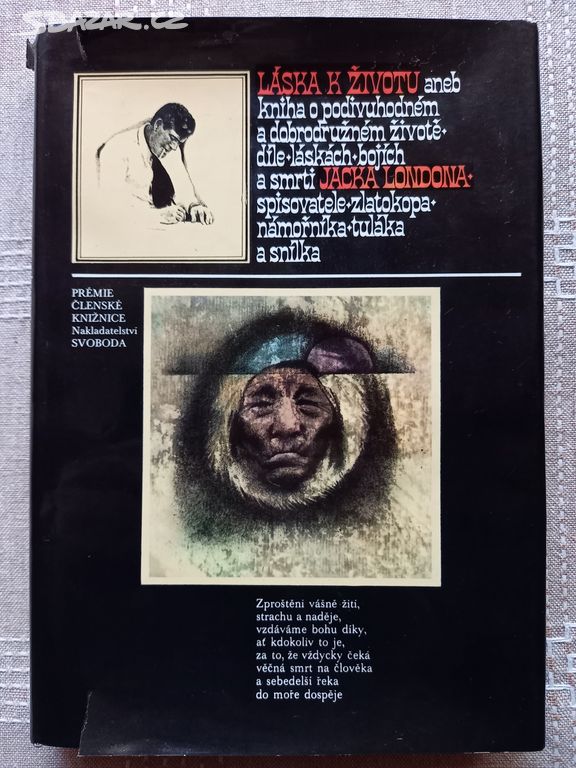 SBAZAR.CZ
LÁSKA K ŽIVOTU aneb
kniha o podivuhodném
a dobrodružném životě·
díle·láskách·bojích
a smrti JACKA LONDONA·
spisovatele·zlatokopa·
námořníka·tuláka
a snílka
PRÉMIE
ČLENSKÉ
KNIŽNICE
Nakladatelství
SVOBODA
Zproštěni vášně žití,
strachu a naděje,
vzdáváme bohu díky,
ať kdokoliv to je,
za to, že vždycky čeká
věčná smrt na člověka
a sebedelší řeka
do moře dospěje